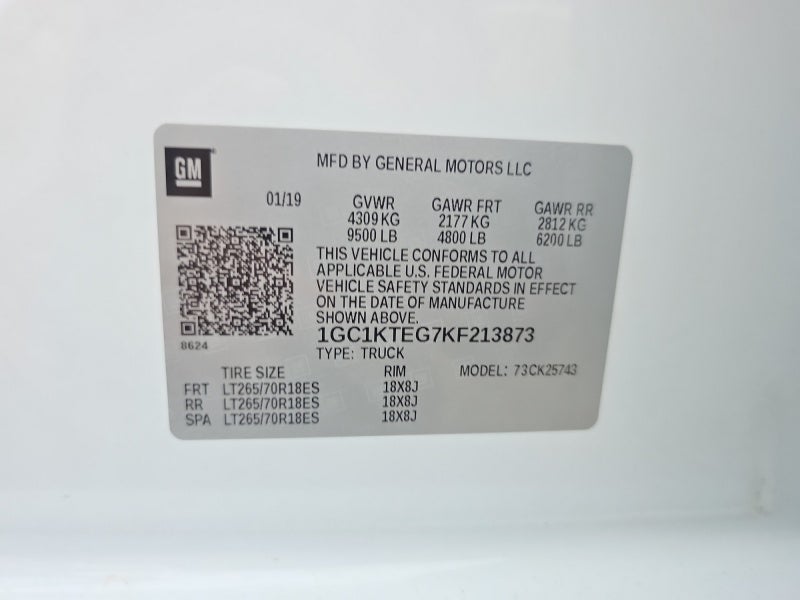 GM
MFD BY GENERAL MOTORS LLC
01/19 GVWR GAWR FRT GAWR RR
4309 KG 2177 KG 2812 KG
9500 LB 4800 LB 6200 LB
THIS VEHICLE CONFORMS TO ALL
APPLICABLE U.S. FEDERAL MOTOR
VEHICLE SAFETY STANDARDS IN EFFECT
ON THE DATE OF MANUFACTURE
SHOWN ABOVE.
1GC1KTEG7KF213873
8624
TYPE: TRUCK
TIRE SIZE RIM MODEL: 73CK25743
FRT LT265/70R18ES 18X8J
RR LT265/70R18ES 18X8J
SPA LT265/70R18ES 18X8J